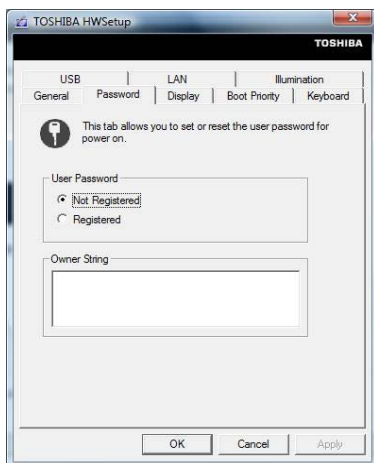 TOSHIBA HWSetup
TOSHIBA
USB LAN Illumination
General Password Display Boot Priority Keyboard
This tab allows you to set or reset the user password for
power on.
User Password
Not Registered
Registered
Owner String
OK Cancel Apply